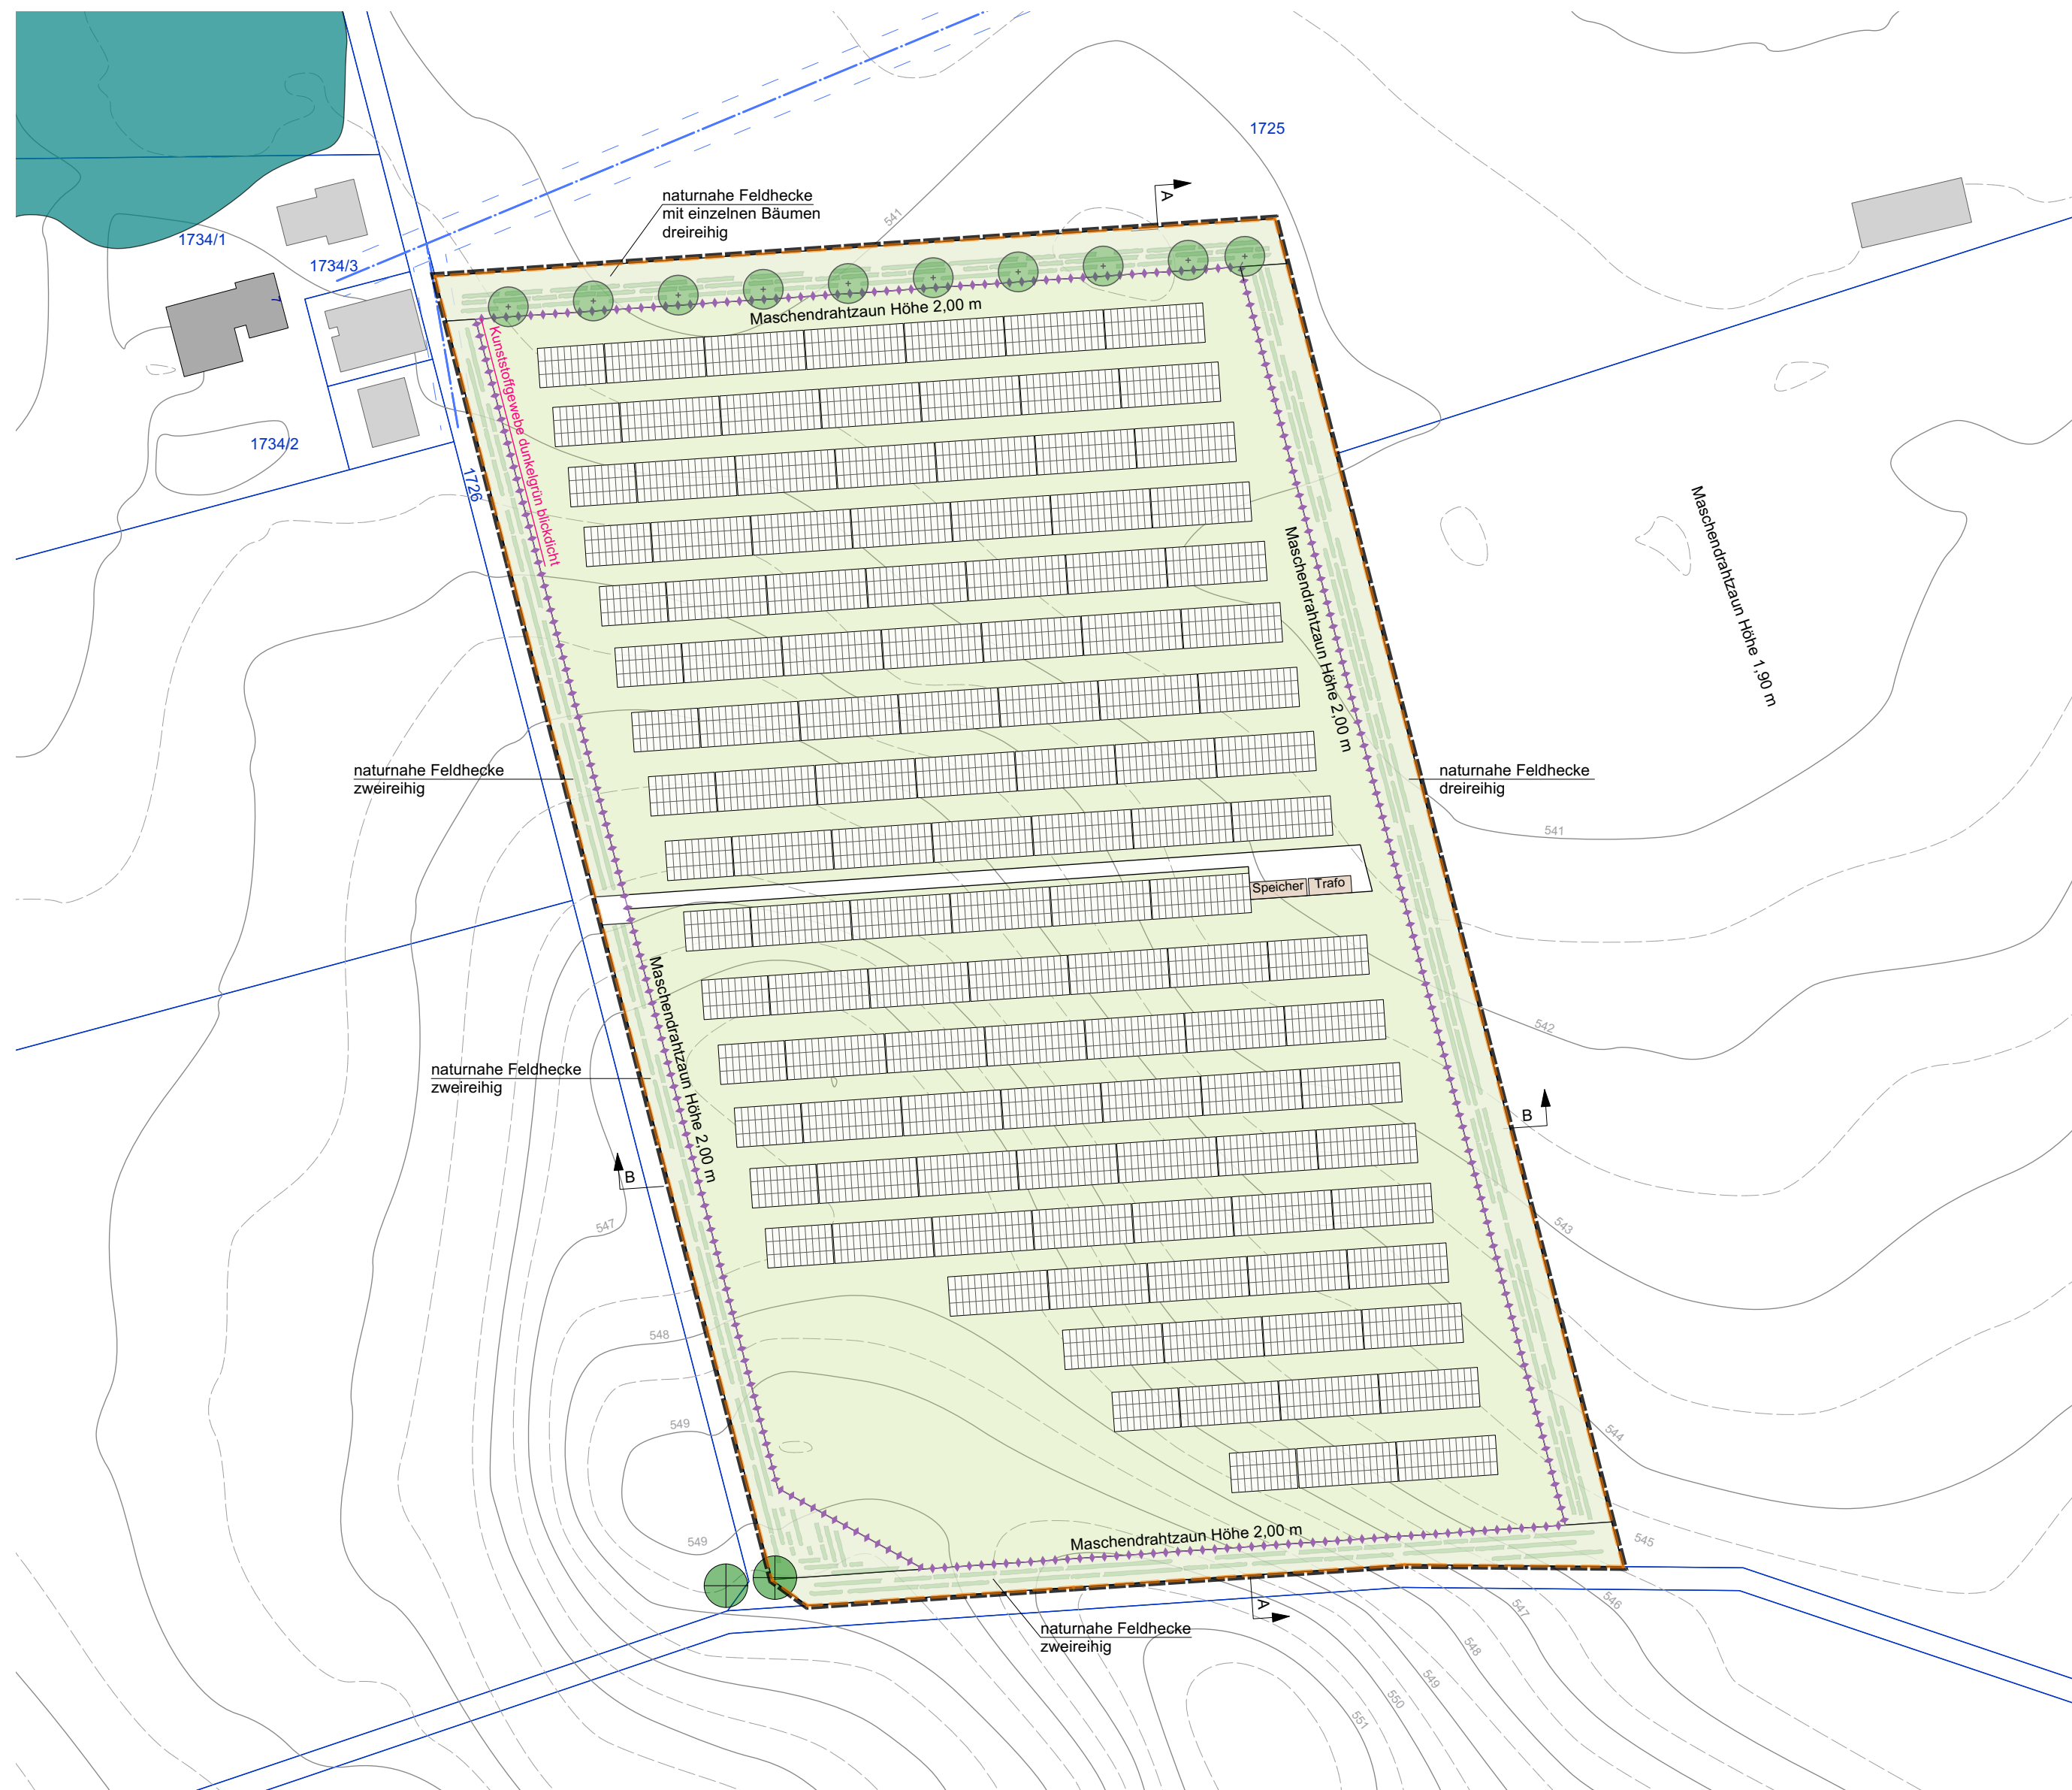 1725
naturnahe Feldhecke
mit einzelnen Bäumen
dreireihig
541
A
1734/1
1734/3
7
Maschendrahtzaun Höhe 2,00 m
Kunststoffgewebe dunkelgrün blickdicht
1734/2
1726
Maschendrahtzaun Höhe 1,90 m
Maschendrahtzaun Höhe 2,00 m
naturnahe Feldhecke
zweireihig
naturnahe Feldhecke
dreireihig
541
Speicher
Trafo
Maschendrahtzaun Höhe 2,00 m
542
naturnahe Feldhecke
zweireihig
B
B
547
543
548
549
544
549
Maschendrahtzaun Höhe 2,00 m
545
A
546
547
naturnahe Feldhecke
zweireihig
548
549
550
551